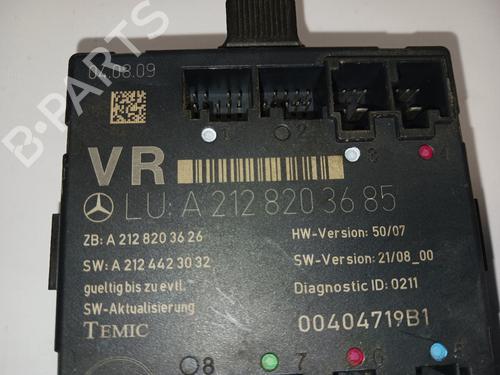 04.08.09
1 2 3 4
VR
LU: A 212 820 36 85
ZB: A 212 820 36 26
HW-Version: 50/07
SW: A 212 442 30 32
SW-Version: 21/08_00
gueltig bis zu evtl.
Diagnostic ID: 0211
SW-Aktualisierung
TEMIC
00404719B1
8 7 6 5
B-PARTS